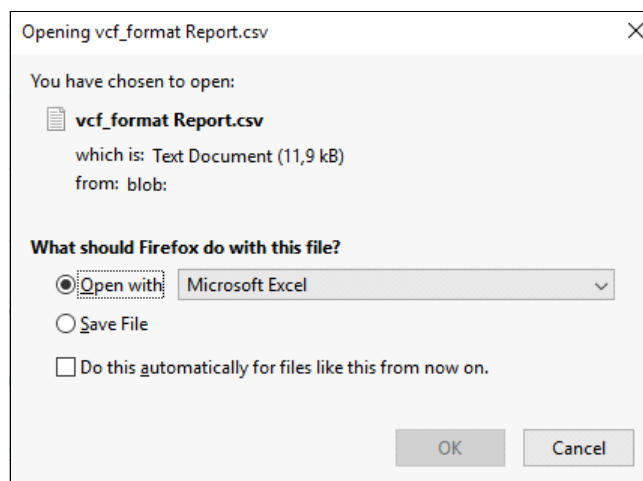 Opening vcf_format Report.csv
You have chosen to open:
vcf_format Report.csv
which is: Text Document (11,9 kB)
from: blob:
What should Firefox do with this file?
Open with Microsoft Excel
Save File
Do this automatically for files like this from now on.
OK Cancel